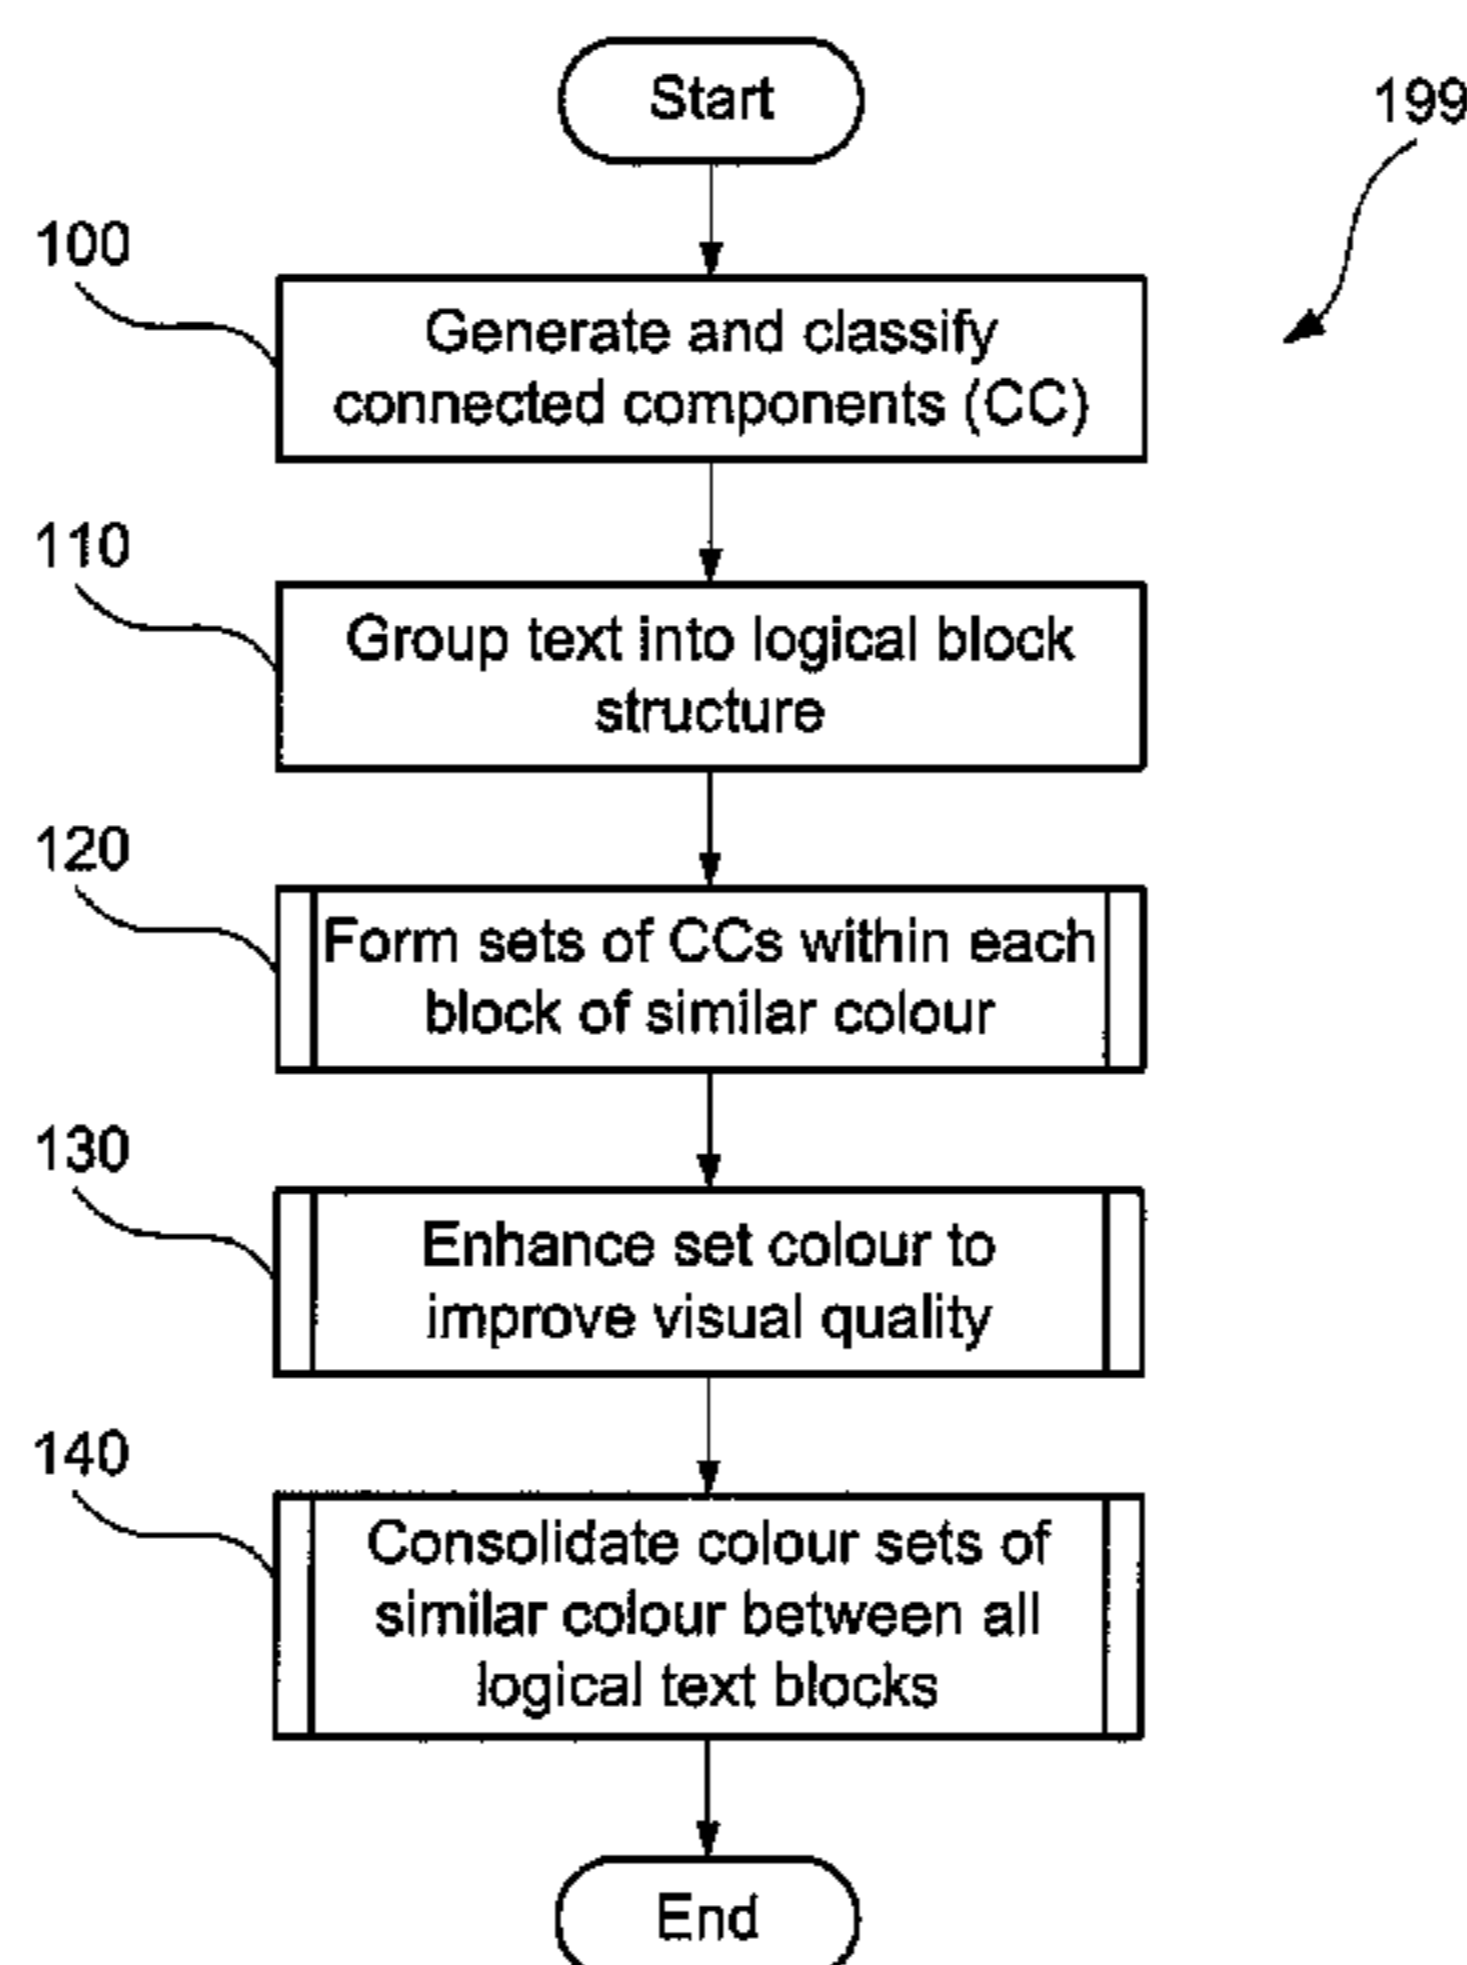 Start
199
100
Generate and classify
connected components (CC)
110
Group text into logical block
structure
120
Form sets of CCs within each
block of similar colour
130
Enhance set colour to
improve visual quality
140
Consolidate colour sets of
similar colour between all
logical text blocks
End